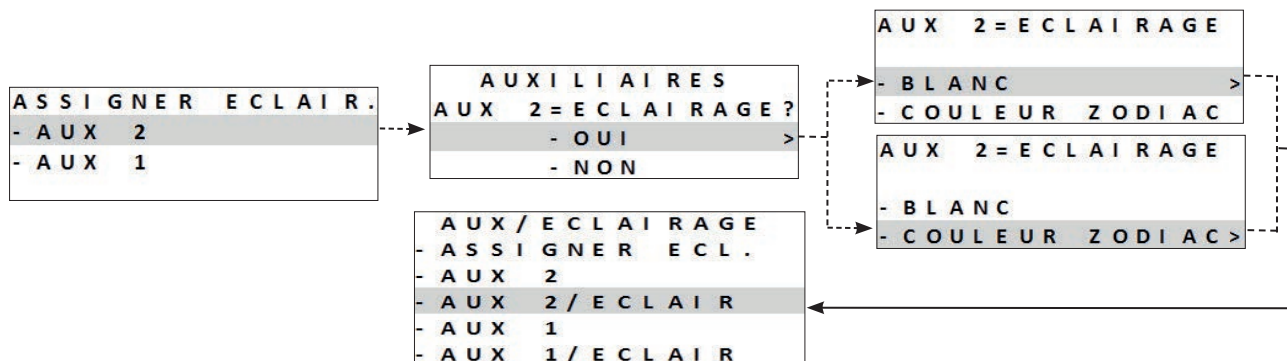 ASSIGNER ECLAIR.
- AUX 2
- AUX 1
AUXILIAIRES
AUX 2=ECLAIRAGE?
- OUI >
- NON
AUX 2=ECLAIRAGE
- BLANC >
- COULEUR ZODIAC
AUX 2=ECLAIRAGE
- BLANC
- COULEUR ZODIAC>
AUX/ECLAIRAGE
- ASSIGNER ECL.
- AUX 2
- AUX 2/ECLAIR
- AUX 1
- AUX 1/ECLAIR